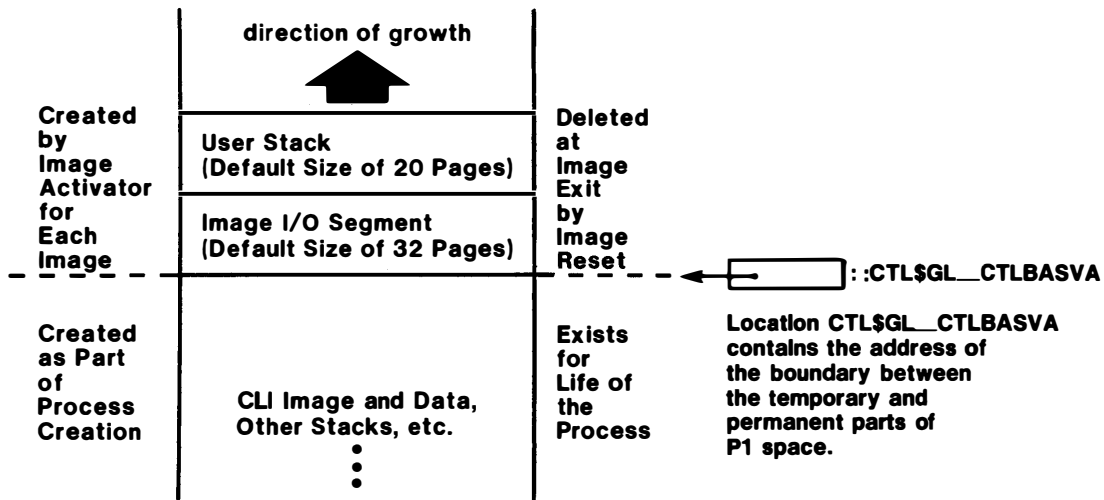 direction of growth
Created
by
Image
Activator
for
Each
Image
User Stack
(Default Size of 20 Pages)
Image I/O Segment
(Default Size of 32 Pages)
Deleted
at
Image
Exit
by
Image
Reset
: :CTL$GL__CTLBASVA
Created
as Part
of
Process
Creation
CLI Image and Data,
Other Stacks, etc.
Exists
for
Life of
the
Process
Location CTL$GL__CTLBASVA
contains the address of
the boundary between
the temporary and
permanent parts of
P1 space.